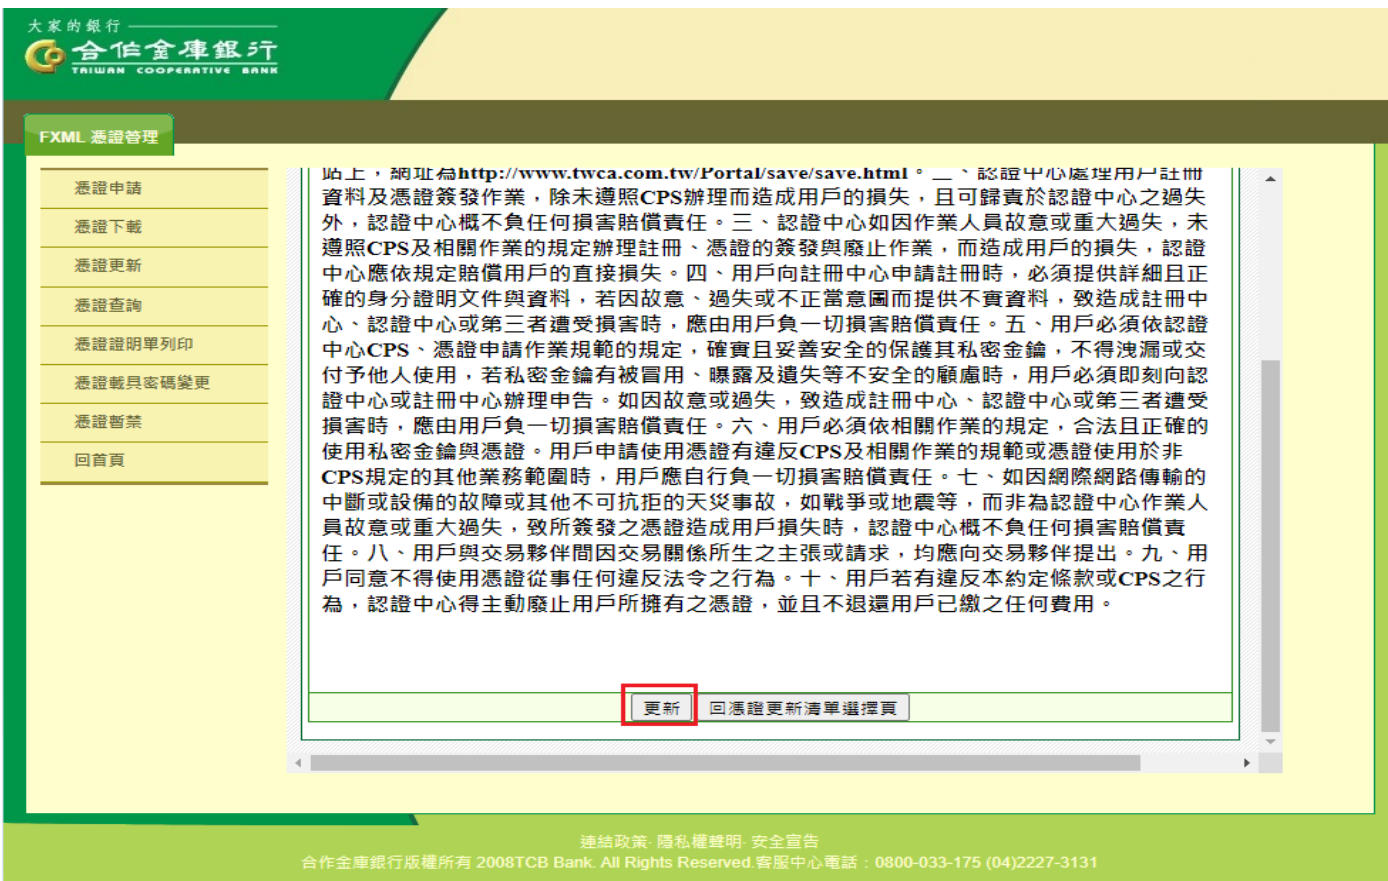 大家的銀行
合作金庫銀行
TAIWAN COOPERATIVE BANK
FXML 憑證管理
憑證申請
憑證下載
憑證更新
憑證查詢
憑證證明單列印
憑證載具密碼變更
憑證暫禁
回首頁
站上，網址為http://www.twca.com.tw/Portal/save/save.html。二、認證中心處理用戶註冊
資料及憑證簽發作業，除未遵照CPS辦理而造成用戶的損失，且可歸責於認證中心之過失
外，認證中心概不負任何損害賠償責任。三、認證中心如因作業人員故意或重大過失，未
遵照CPS及相關作業的規定辦理註冊、憑證的簽發與廢止作業，而造成用戶的損失，認證
中心應依規定賠償用戶的直接損失。四、用戶向註冊中心申請註冊時，必須提供詳細且正
確的身分證明文件與資料，若因故意、過失或不正當意圖而提供不實資料，致造成註冊中
心、認證中心或第三者遭受損害時，應由用戶負一切損害賠償責任。五、用戶必須依認證
中心CPS、憑證申請作業規範的規定，確實且妥善安全的保護其私密金鑰，不得洩漏或交
付予他人使用，若私密金鑰有被冒用、曝露及遺失等不安全的顧慮時，用戶必須即刻向認
證中心或註冊中心辦理申告。如因故意或過失，致造成註冊中心、認證中心或第三者遭受
損害時，應由用戶負一切損害賠償責任。六、用戶必須依相關作業的規定，合法且正確的
使用私密金鑰與憑證。用戶申請使用憑證有違反CPS及相關作業的規範或憑證使用於非
CPS規定的其他業務範圍時，用戶應自行負一切損害賠償責任。七、如因網際網路傳輸的
中斷或設備的故障或其他不可抗拒的天災事故，如戰爭或地震等，而非為認證中心作業人
員故意或重大過失，致所簽發之憑證造成用戶損失時，認證中心概不負任何損害賠償責
任。八、用戶與交易夥伴間因交易關係所生之主張或請求，均應向交易夥伴提出。九、用
戶同意不得使用憑證從事任何違反法令之行為。十、用戶若有違反本約定條款或CPS之行
為，認證中心得主動廢止用戶所擁有之憑證，並且不退還用戶已繳之任何費用。
更新 回憑證更新清單選擇頁
連結政策‧隱私權聲明‧安全宣告
合作金庫銀行版權所有 2008TCB Bank. All Rights Reserved.客服中心電話：0800-033-175 (04)2227-3131